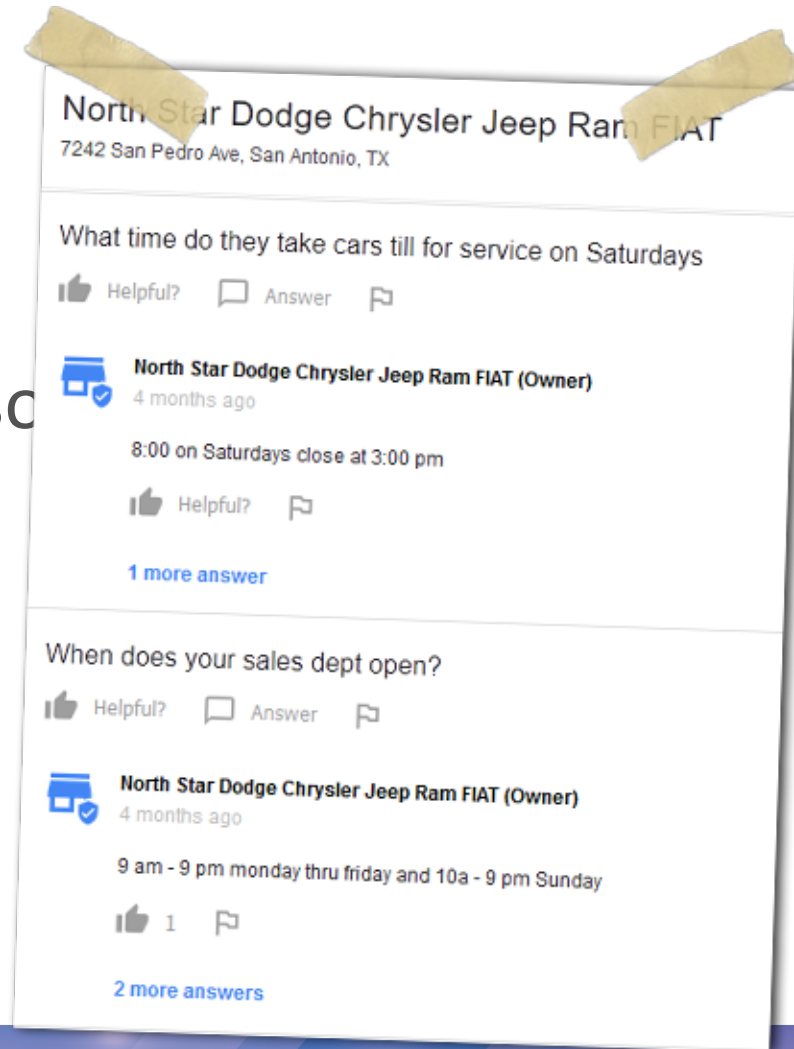 North Star Dodge Chrysler Jeep Ram FIAT
7242 San Pedro Ave, San Antonio, TX
What time do they take cars till for service on Saturdays
Helpful? Answer
North Star Dodge Chrysler Jeep Ram FIAT (Owner)
4 months ago
8:00 on Saturdays close at 3:00 pm
Helpful?
1 more answer
When does your sales dept open?
Helpful? Answer
North Star Dodge Chrysler Jeep Ram FIAT (Owner)
4 months ago
9 am - 9 pm monday thru friday and 10a - 9 pm Sunday
1
2 more answers